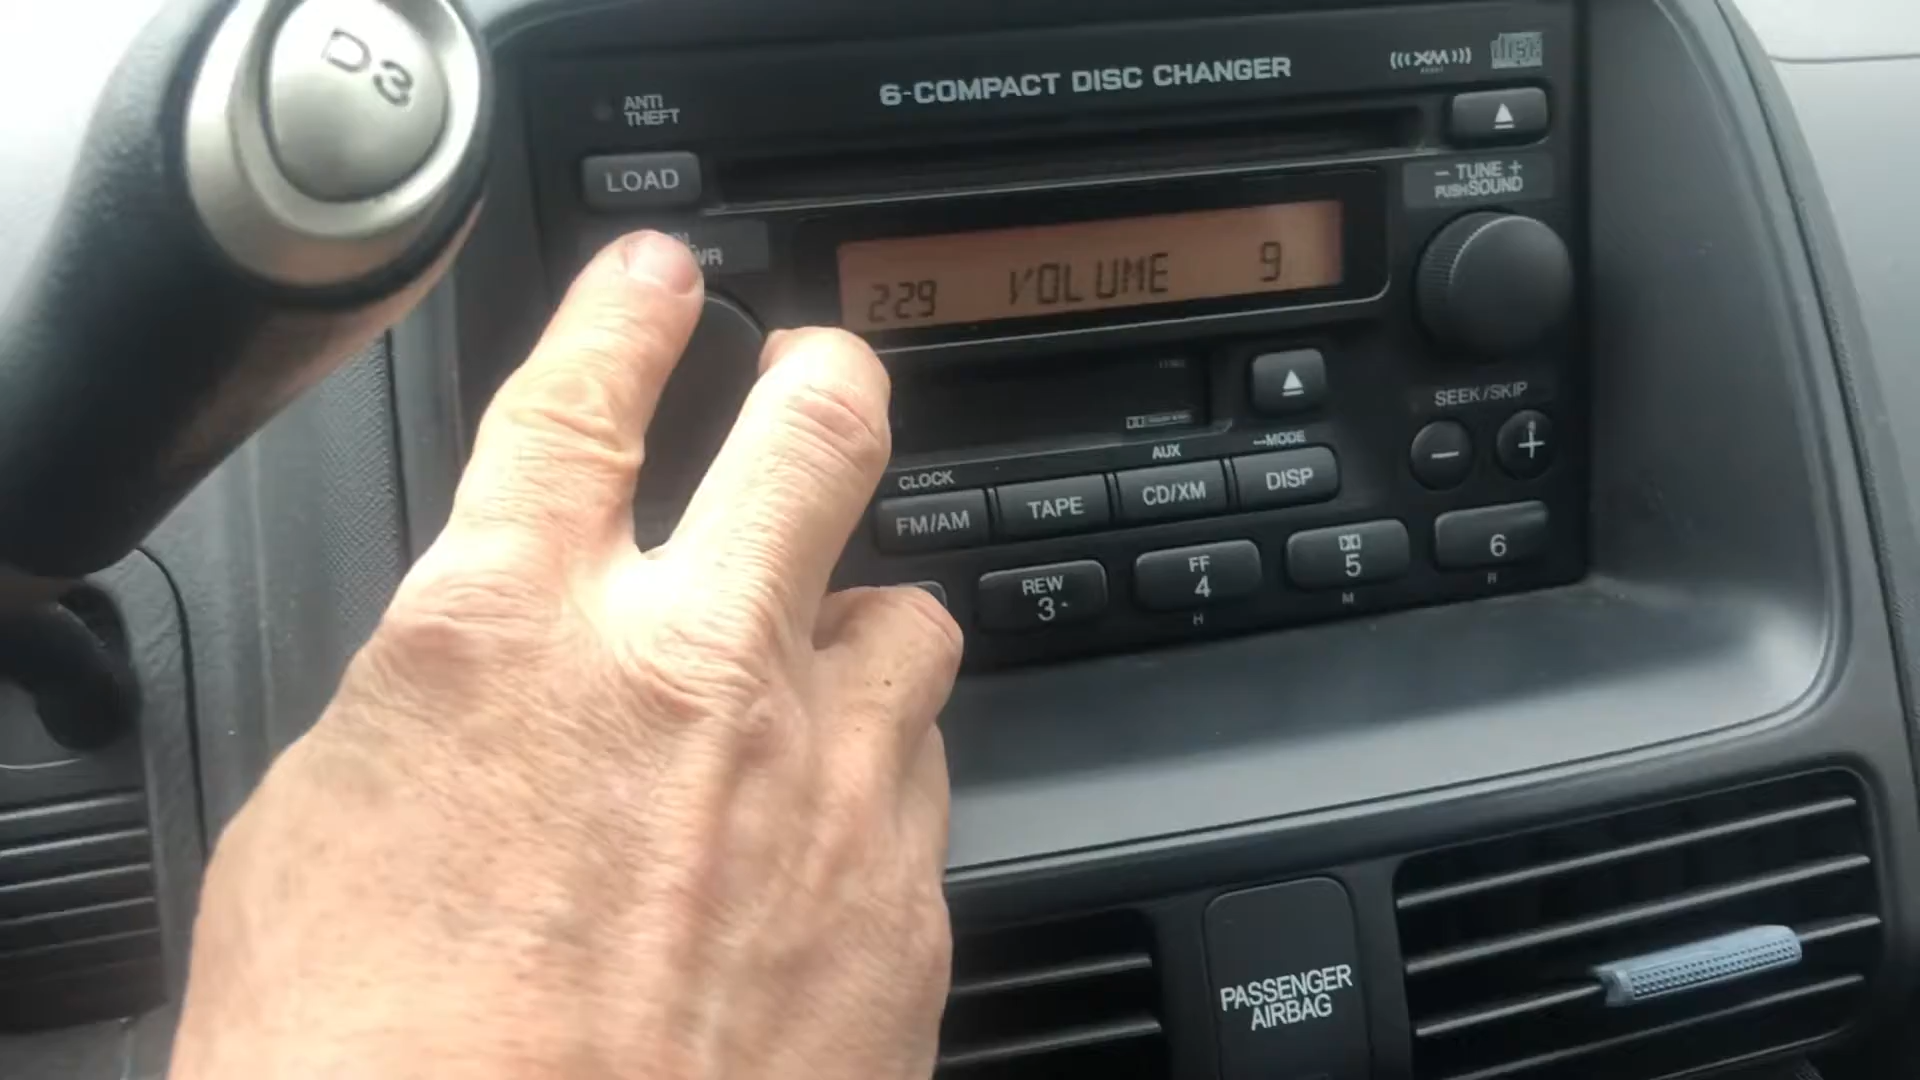 D3
6-COMPACT DISC CHANGER
XM
ANTI
THEFT
LOAD
- TUNE +
PUSH SOUND
229 VOLUME 9
SEEK/SKIP
- +
CLOCK
AUX
MODE
FM/AM
TAPE
CD/XM
DISP
REW
3
FF
4
5
6
H
M
R
PASSENGER
AIRBAG